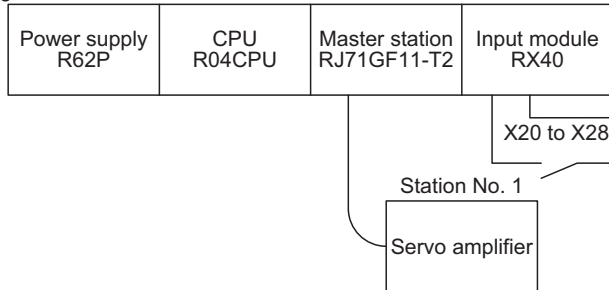 Power supply
R62P
CPU
R04CPU
Master station
RJ71GF11-T2
Input module
RX40
X20 to X28
Station No. 1
Servo amplifier